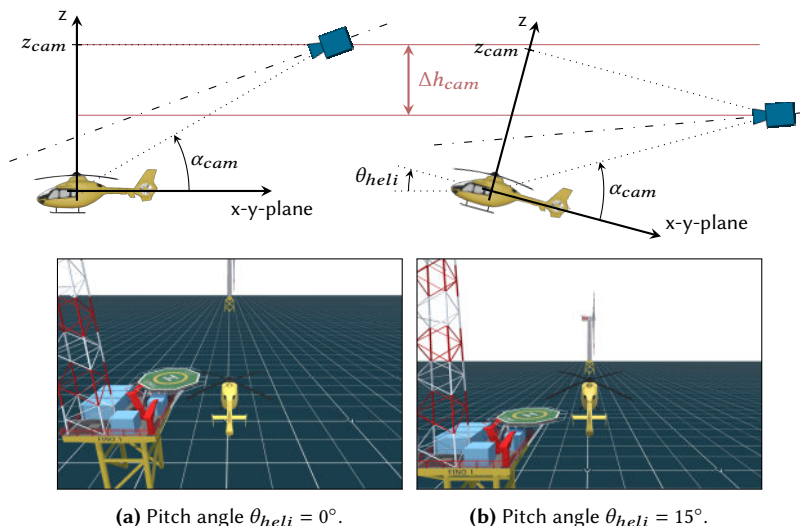 z
z_cam
Δh_cam
α_cam
x-y-plane
z
z_cam
θ_heli
α_cam
x-y-plane
H
FINO 1
H
FINO 1
(a) Pitch angle θ_heli = 0°.
(b) Pitch angle θ_heli = 15°.